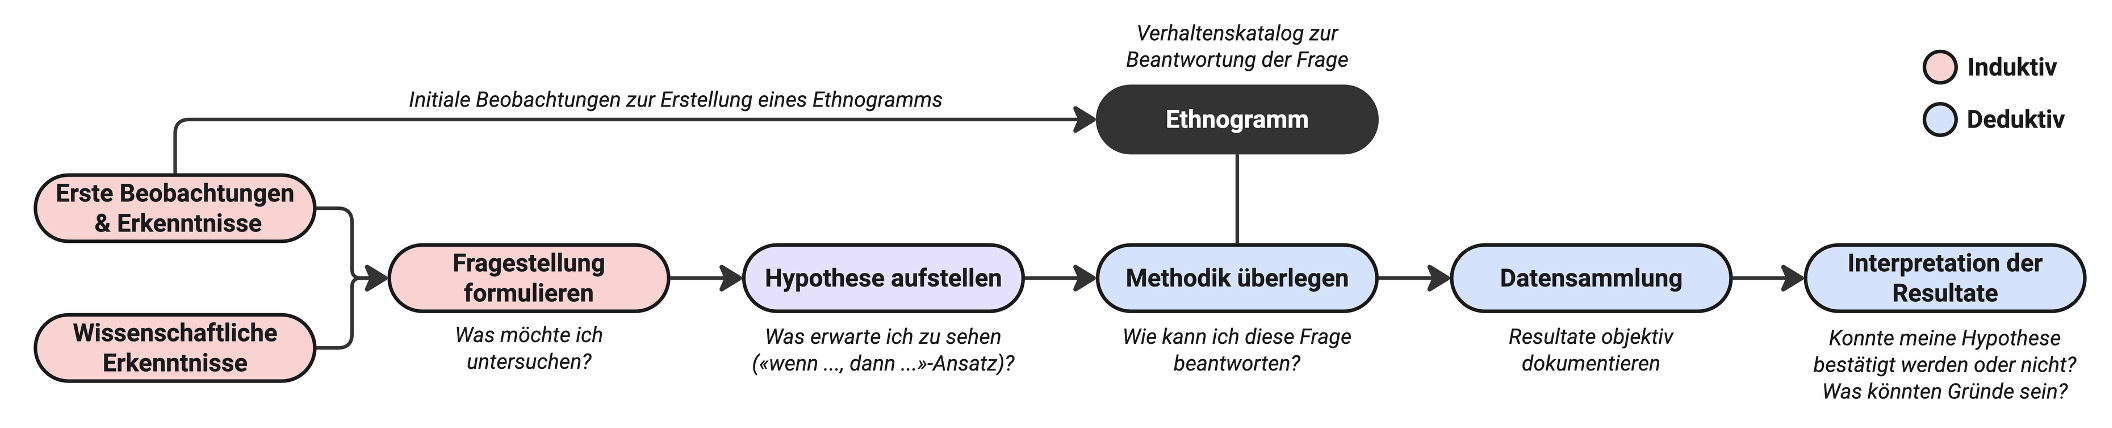 Verhaltenskatalog zur
Beantwortung der Frage
Induktiv
Initiale Beobachtungen zur Erstellung eines Ethnogramms
Ethnogramm
Deduktiv
Erste Beobachtungen
& Erkenntnisse
Wissenschaftliche
Erkenntnisse
Fragestellung
formulieren
Was möchte ich
untersuchen?
Hypothese aufstellen
Was erwarte ich zu sehen
(«wenn ..., dann ...»-Ansatz)?
Methodik überlegen
Wie kann ich diese Frage
beantworten?
Datensammlung
Resultate objektiv
dokumentieren
Interpretation der
Resultate
Konnte meine Hypothese
bestätigt werden oder nicht?
Was könnten Gründe sein?